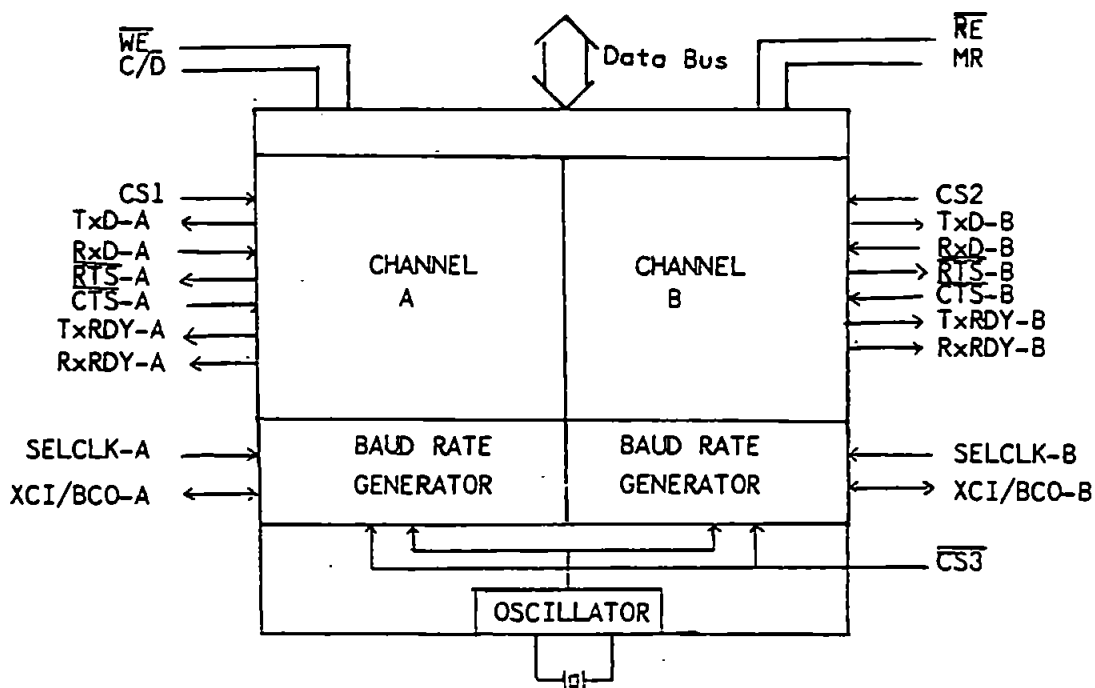 WE
C/D
Data Bus
RE
MR
CS1
TxD-A
RxD-A
RTS-A
CTS-A
TxRDY-A
RxRDY-A
SELCLK-A
XCI/BCO-A
CHANNEL
A
CHANNEL
B
BAUD RATE
GENERATOR
BAUD RATE
GENERATOR
OSCILLATOR
CS2
TxD-B
RxD-B
RTS-B
CTS-B
TxRDY-B
RxRDY-B
SELCLK-B
XCI/BCO-B
CS3